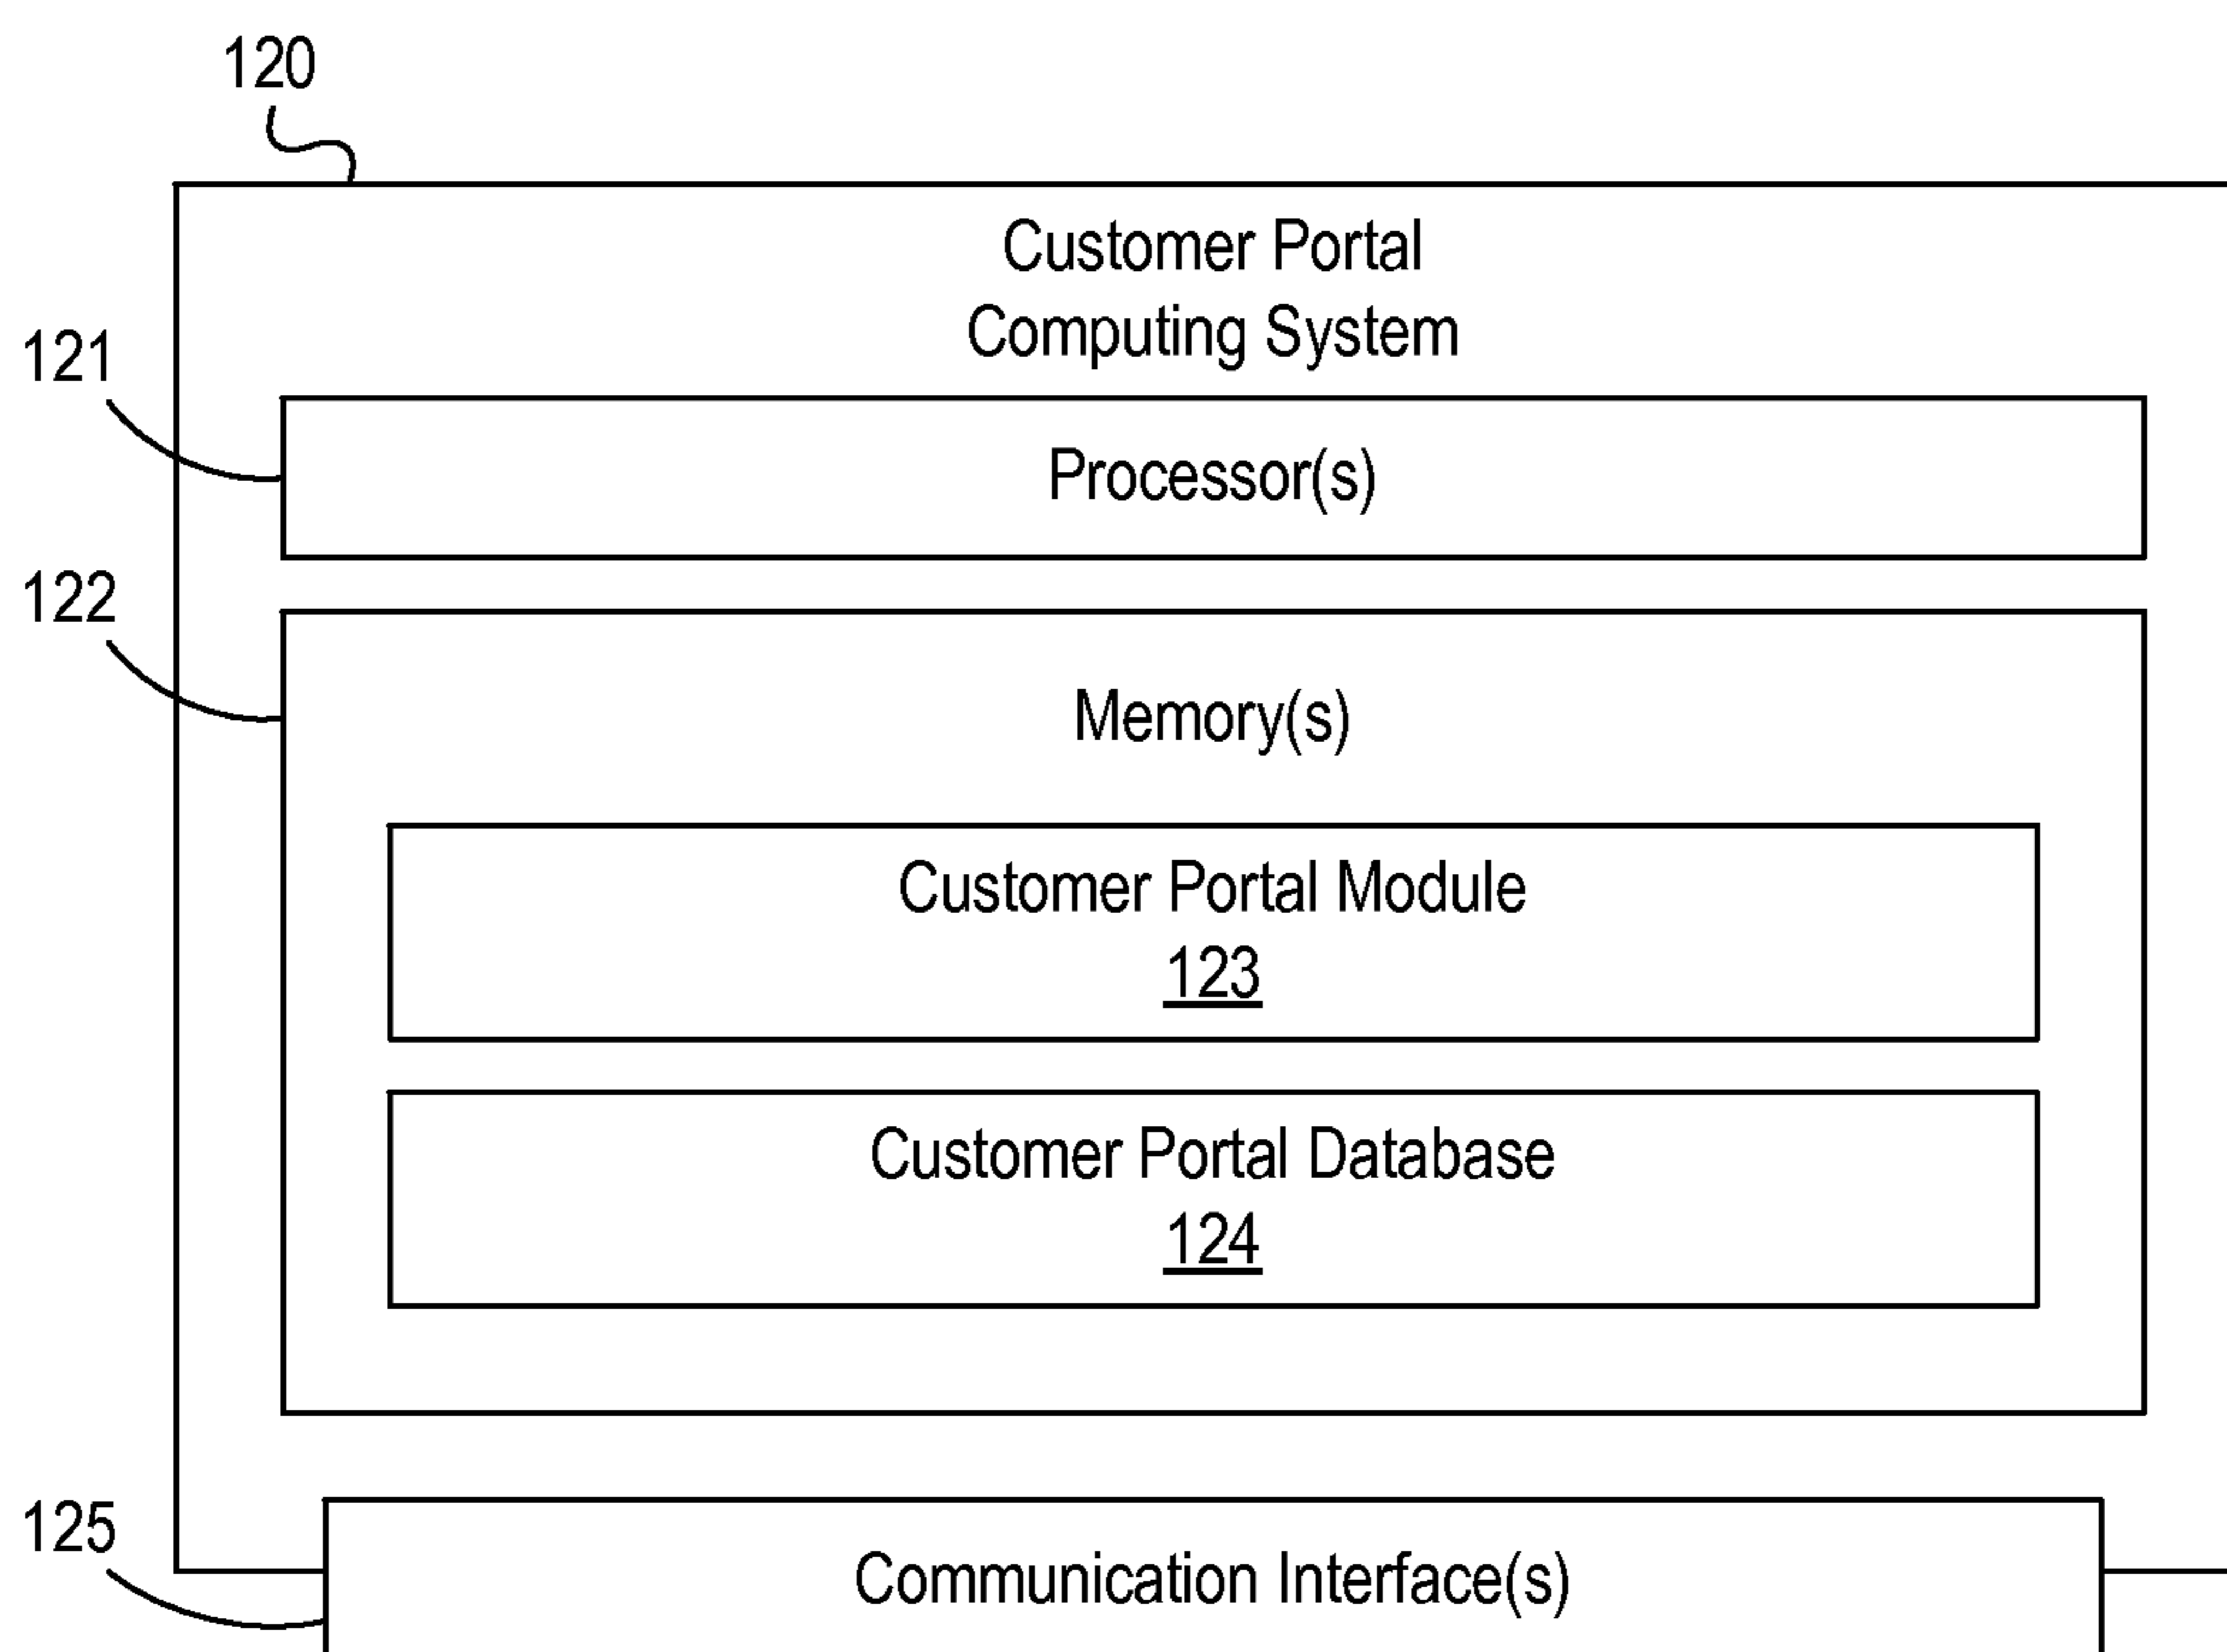 120
Customer Portal
Computing System
121
Processor(s)
122
Memory(s)
Customer Portal Module
123
Customer Portal Database
124
125
Communication Interface(s)